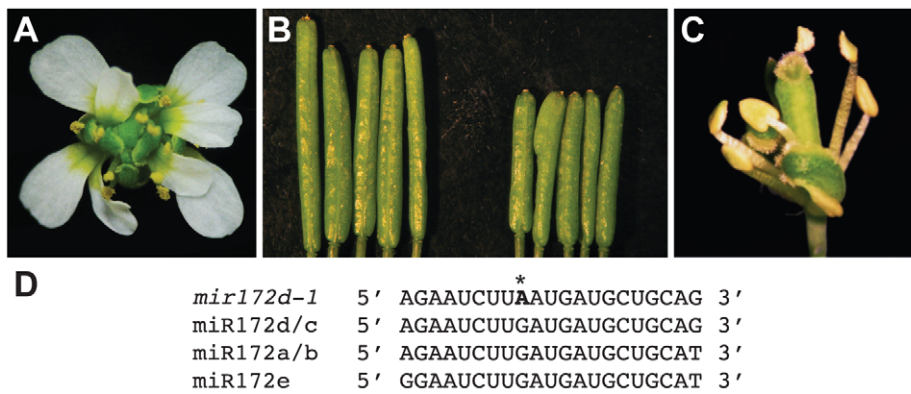 A B C
D
*
mir172d-1 5′ AGAAUCUUAAUGAUGCUGCAG 3′
miR172d/c 5′ AGAAUCUUGAUGAUGCUGCAG 3′
miR172a/b 5′ AGAAUCUUGAUGAUGCUGCAT 3′
miR172e 5′ GGAAUCUUGAUGAUGCUGCAT 3′